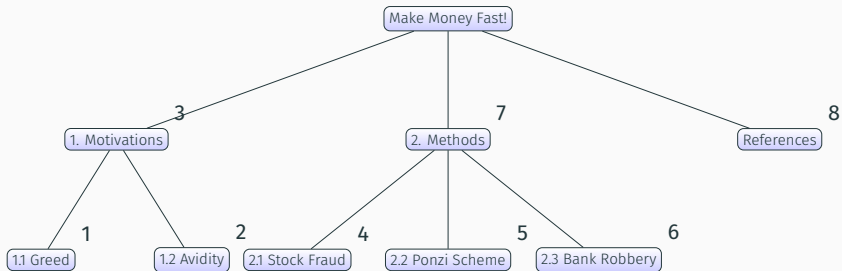 Make Money Fast!
3
7
8
1. Motivations
2. Methods
References
1
2
4
5
6
1.1 Greed
1.2 Avidity
2.1 Stock Fraud
2.2 Ponzi Scheme
2.3 Bank Robbery